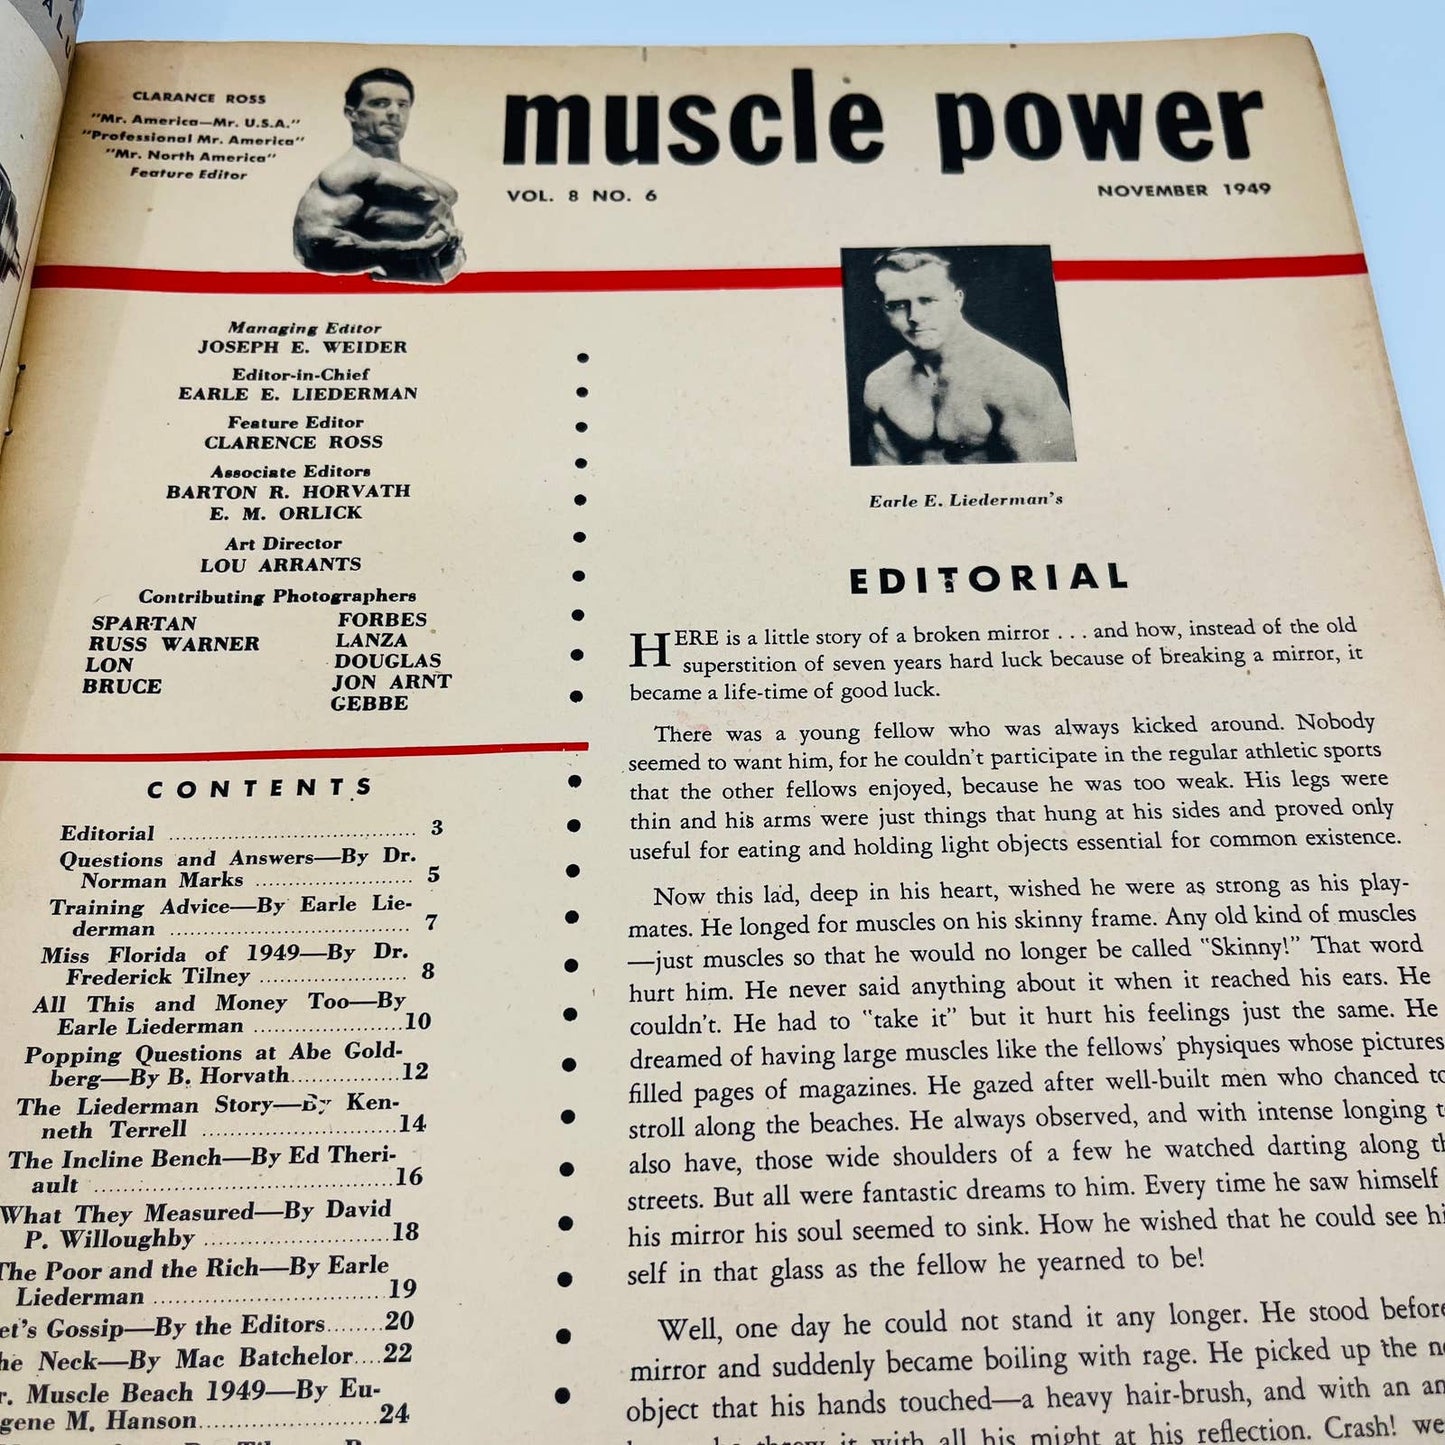 CLARANCE ROSS
"Mr. America—Mr. U.S.A."
"Professional Mr. America"
"Mr. North America"
Feature Editor
muscle power
VOL. 8 NO. 6
NOVEMBER 1949
Managing Editor
JOSEPH E. WEIDER
Editor-in-Chief
EARLE E. LIEDERMAN
Feature Editor
CLARENCE ROSS
Associate Editors
BARTON R. HORVATH
E. M. ORLICK
Art Director
LOU ARRANTS
Contributing Photographers
SPARTAN
RUSS WARNER
LON
BRUCE
FORBES
LANZA
DOUGLAS
JON ARNT
GEBBE
CONTENTS
Editorial ........ 3
Questions and Answers—By Dr.
Norman Marks ........ 5
Training Advice—By Earle Lie-
derman ........ 7
Miss Florida of 1949—By Dr.
Frederick Tilney ........ 8
All This and Money Too—By
Earle Liederman ........ 10
Popping Questions at Abe Gold-
berg—By B. Horvath ........ 12
The Liederman Story—By Ken-
neth Terrell ........ 14
The Incline Bench—By Ed Theri-
ault ........ 16
What They Measured—By David
P. Willoughby ........ 18
The Poor and the Rich—By Earle
Liederman ........ 19
Gossip—By the Editors ........ 20
Neck—By Mac Batchelor .... 22
Muscle Beach 1949—By Eu-
gene M. Hanson ........ 24
Earle E. Liederman's
EDITORIAL
HERE is a little story of a broken mirror . . . and how, instead of the old
superstition of seven years hard luck because of breaking a mirror, it
became a life-time of good luck.
There was a young fellow who was always kicked around. Nobody
seemed to want him, for he couldn't participate in the regular athletic sports
that the other fellows enjoyed, because he was too weak. His legs were
thin and his arms were just things that hung at his sides and proved only
useful for eating and holding light objects essential for common existence.
Now this lad, deep in his heart, wished he were as strong as his play-
mates. He longed for muscles on his skinny frame. Any old kind of muscles
—just muscles so that he would no longer be called "Skinny!" That word
hurt him. He never said anything about it when it reached his ears. He
couldn't. He had to "take it" but it hurt his feelings just the same. He
dreamed of having large muscles like the fellows' physiques whose pictures
filled pages of magazines. He gazed after well-built men who chanced
stroll along the beaches. He always observed, and with intense longing
also have, those wide shoulders of a few he watched darting along
streets. But all were fantastic dreams to him. Every time he saw himself
his mirror his soul seemed to sink. How he wished that he could see
self in that glass as the fellow he yearned to be!
Well, one day he could not stand it any longer. He stood before
mirror and suddenly became boiling with rage. He picked up the
object that his hands touched—a heavy hair-brush, and with an
it with all his might at his reflection. Crash!